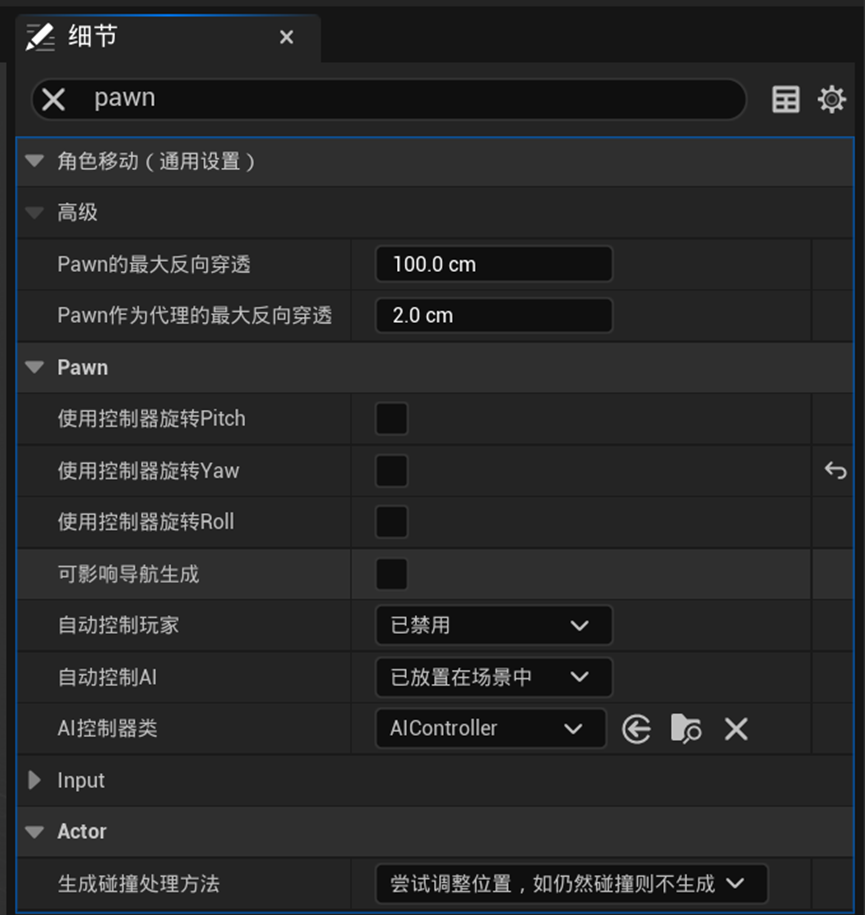 细节
pawn
角色移动（通用设置）
高级
Pawn的最大反向穿透 100.0 cm
Pawn作为代理的最大反向穿透 2.0 cm
Pawn
使用控制器旋转Pitch
使用控制器旋转Yaw
使用控制器旋转Roll
可影响导航生成
自动控制玩家 已禁用
自动控制AI 已放置在场景中
AI控制器类 AIController
Input
Actor
生成碰撞处理方法 尝试调整位置，如仍然碰撞则不生成